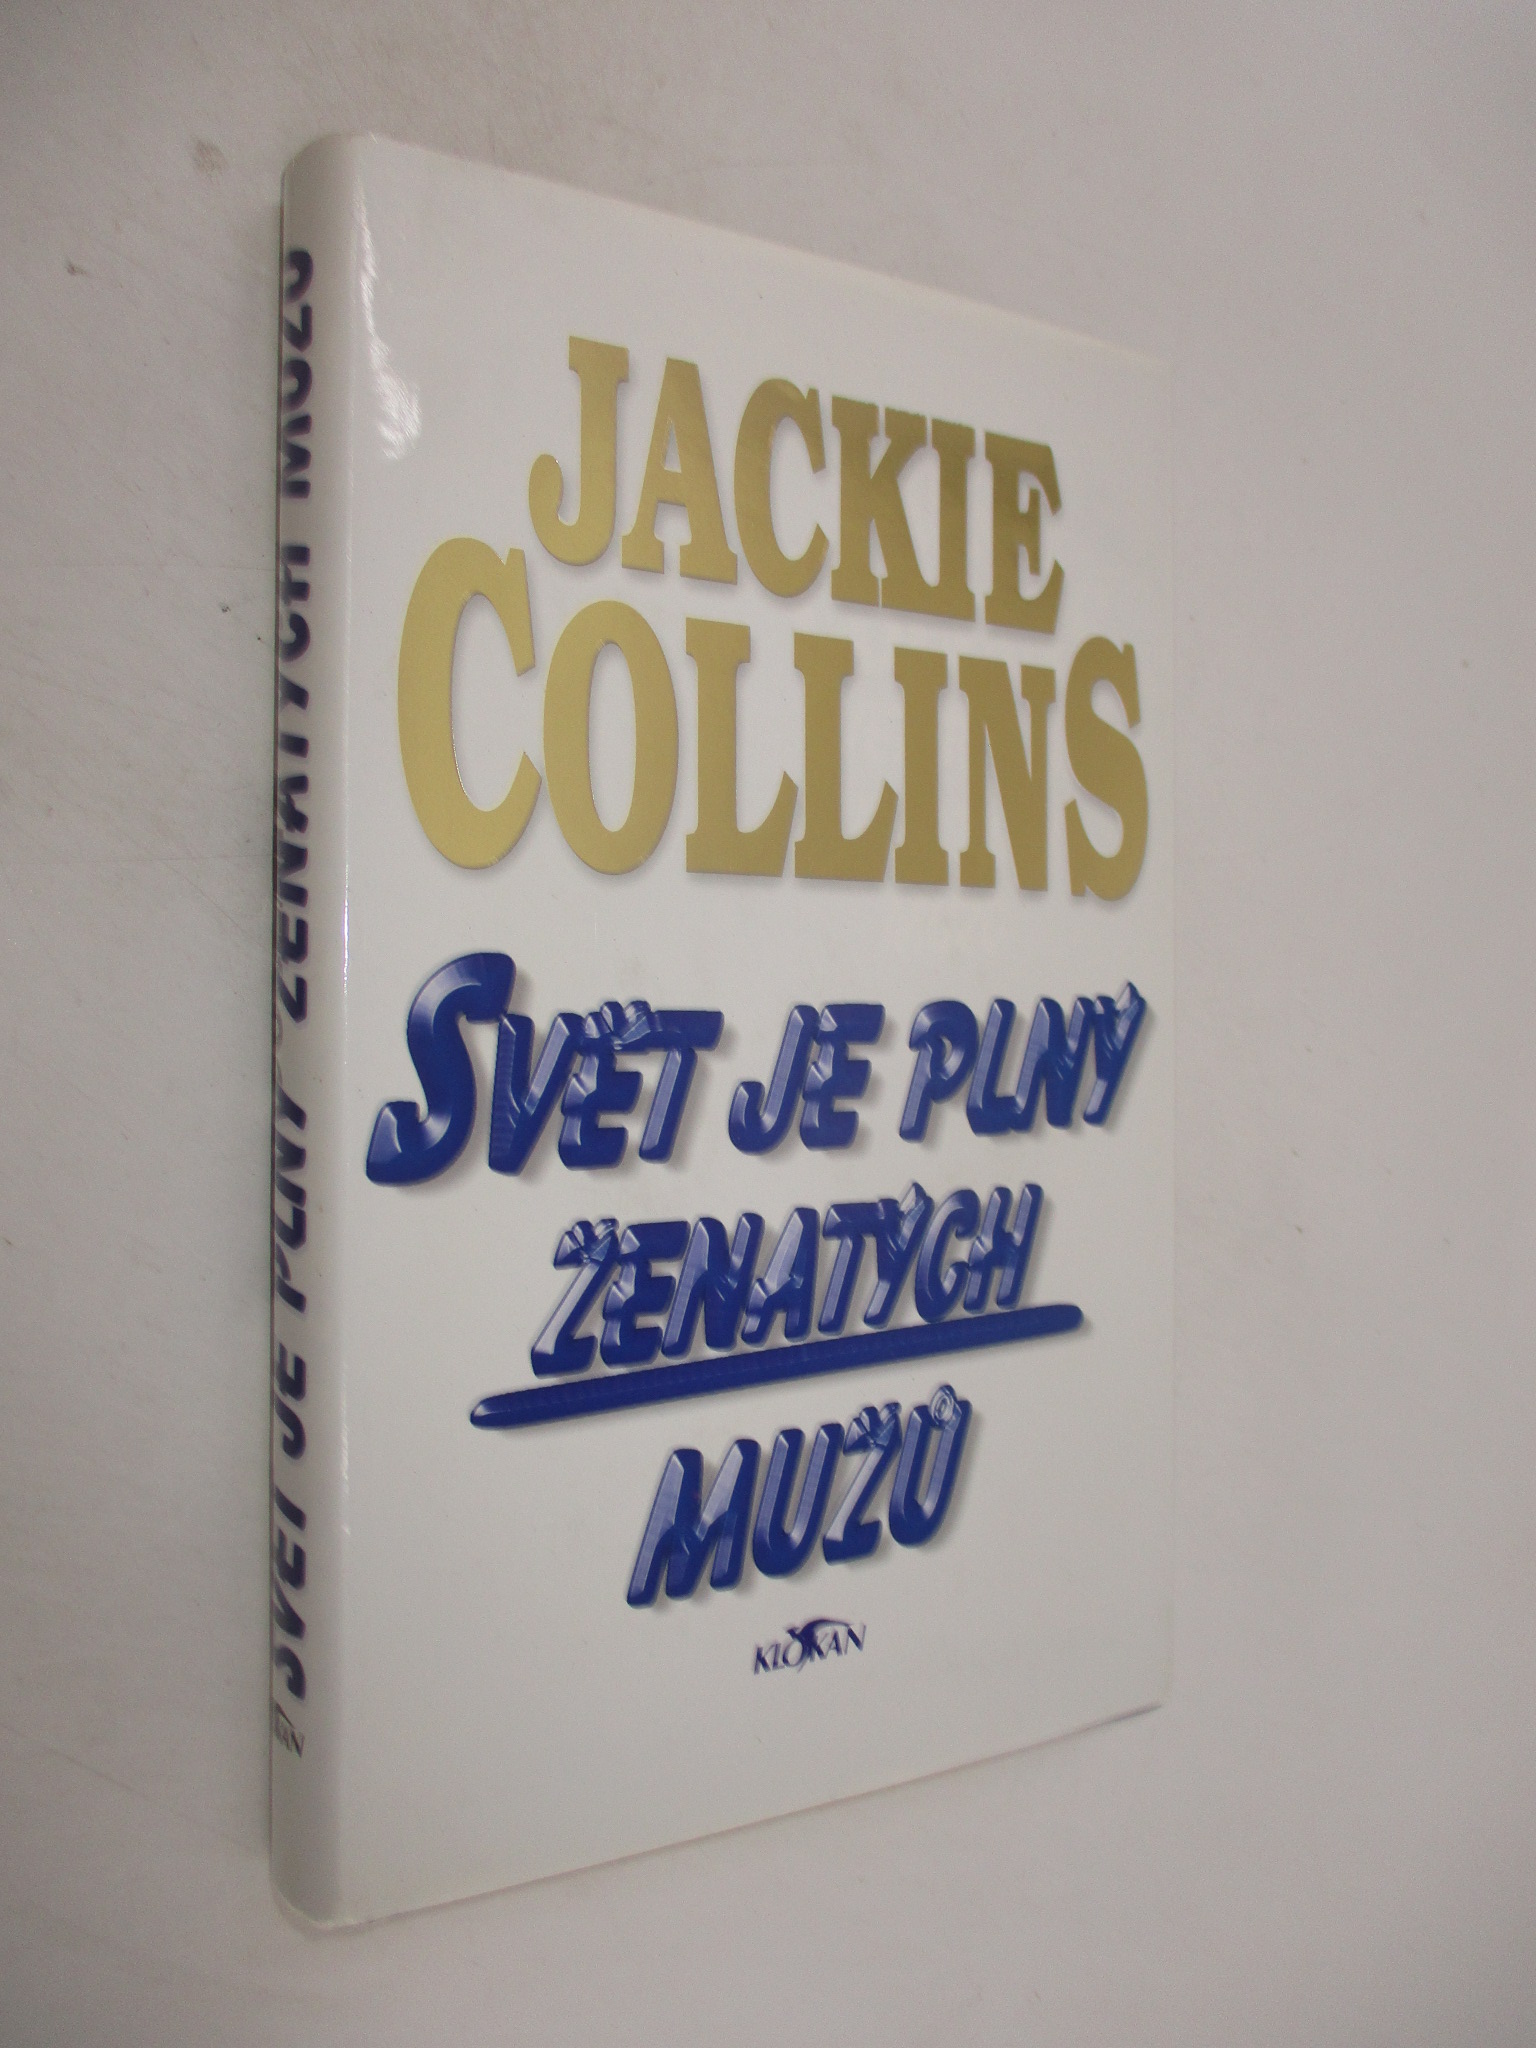 JACKIE
COLLINS
SVĚT JE PLNÝ
ŽENATÝCH
MUŽŮ
KLOKAN
SVĚT JE PLNÝ ŽENATÝCH MUŽŮ